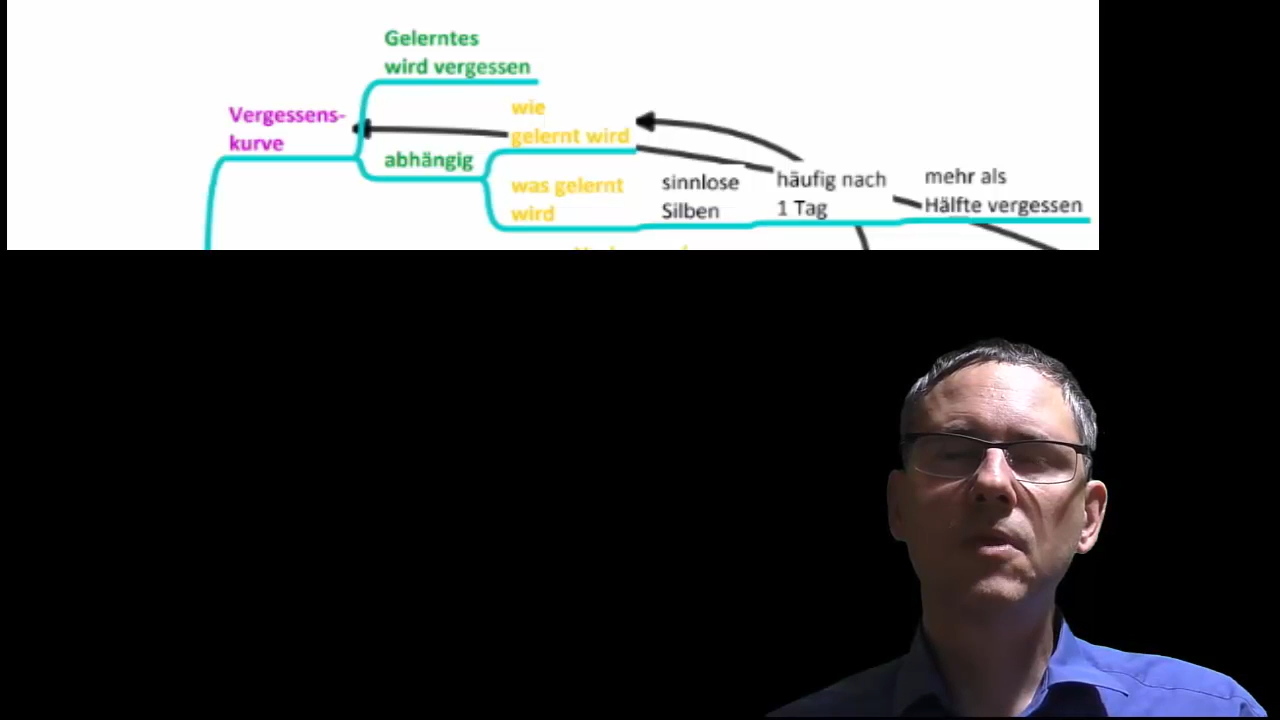 Gelerntes
wird vergessen
Vergessens-
kurve
wie
gelernt wird
abhängig
was gelernt
wird
sinnlose
Silben
häufig nach
1 Tag
mehr als
Hälfte vergessen